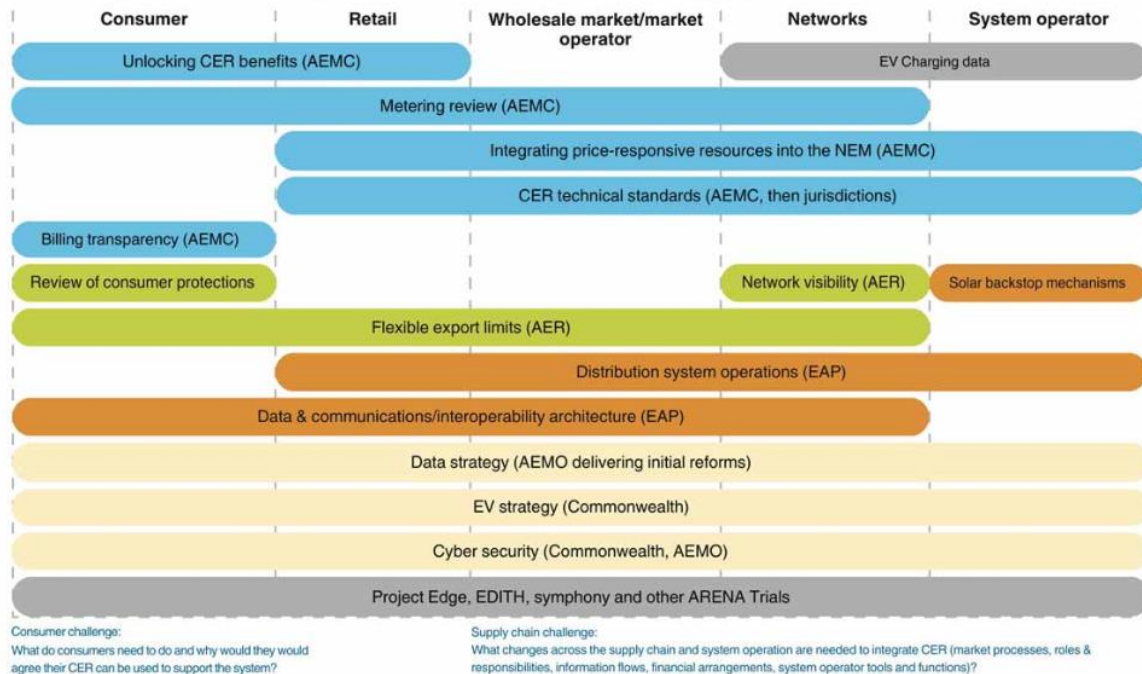 Consumer
Retail
Wholesale market/market
operator
Networks
System operator
Unlocking CER benefits (AEMC)
EV Charging data
Metering review (AEMC)
Integrating price-responsive resources into the NEM (AEMC)
CER technical standards (AEMC, then jurisdictions)
Billing transparency (AEMC)
Review of consumer protections
Network visibility (AER)
Solar backstop mechanisms
Flexible export limits (AER)
Distribution system operations (EAP)
Data & communications/interoperability architecture (EAP)
Data strategy (AEMO delivering initial reforms)
EV strategy (Commonwealth)
Cyber security (Commonwealth, AEMO)
Project Edge, EDITH, symphony and other ARENA Trials
Consumer challenge:
What do consumers need to do and why would they would
agree their CER can be used to support the system?
Supply chain challenge:
What changes across the supply chain and system operation are needed to integrate CER (market processes, roles &
responsibilities, information flows, financial arrangements, system operator tools and functions)?